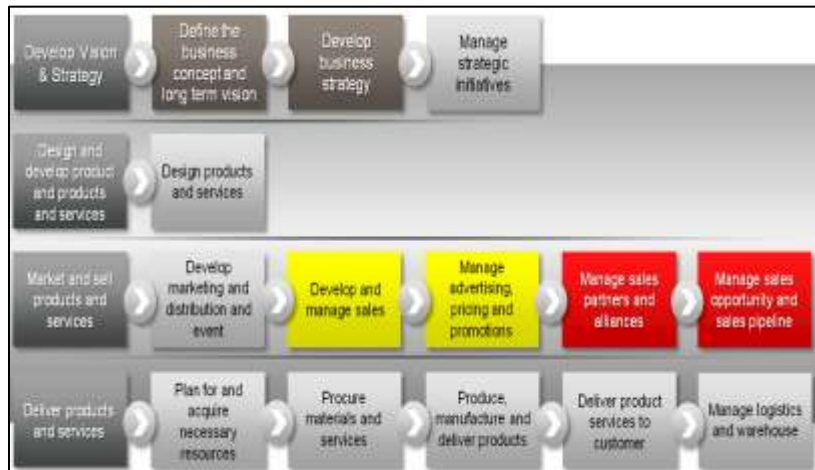 Develop Vision
& Strategy
Define the
business
concept and
long term vision
Develop
business
strategy
Manage
strategic
initiatives
Design and
develop product
and products
and services
Design products
and services
Market and sell
products and
services
Develop
marketing and
distribution and
event
Develop and
manage sales
Manage
advertising,
pricing and
promotions
Manage sales
partners and
alliances
Manage sales
opportunity and
sales pipeline
Deliver products
and services
Plan for and
acquire
necessary
resources
Procure
materials and
services
Produce,
manufacture and
deliver products
Deliver product
services to
customer
Manage logistics
and warehouse